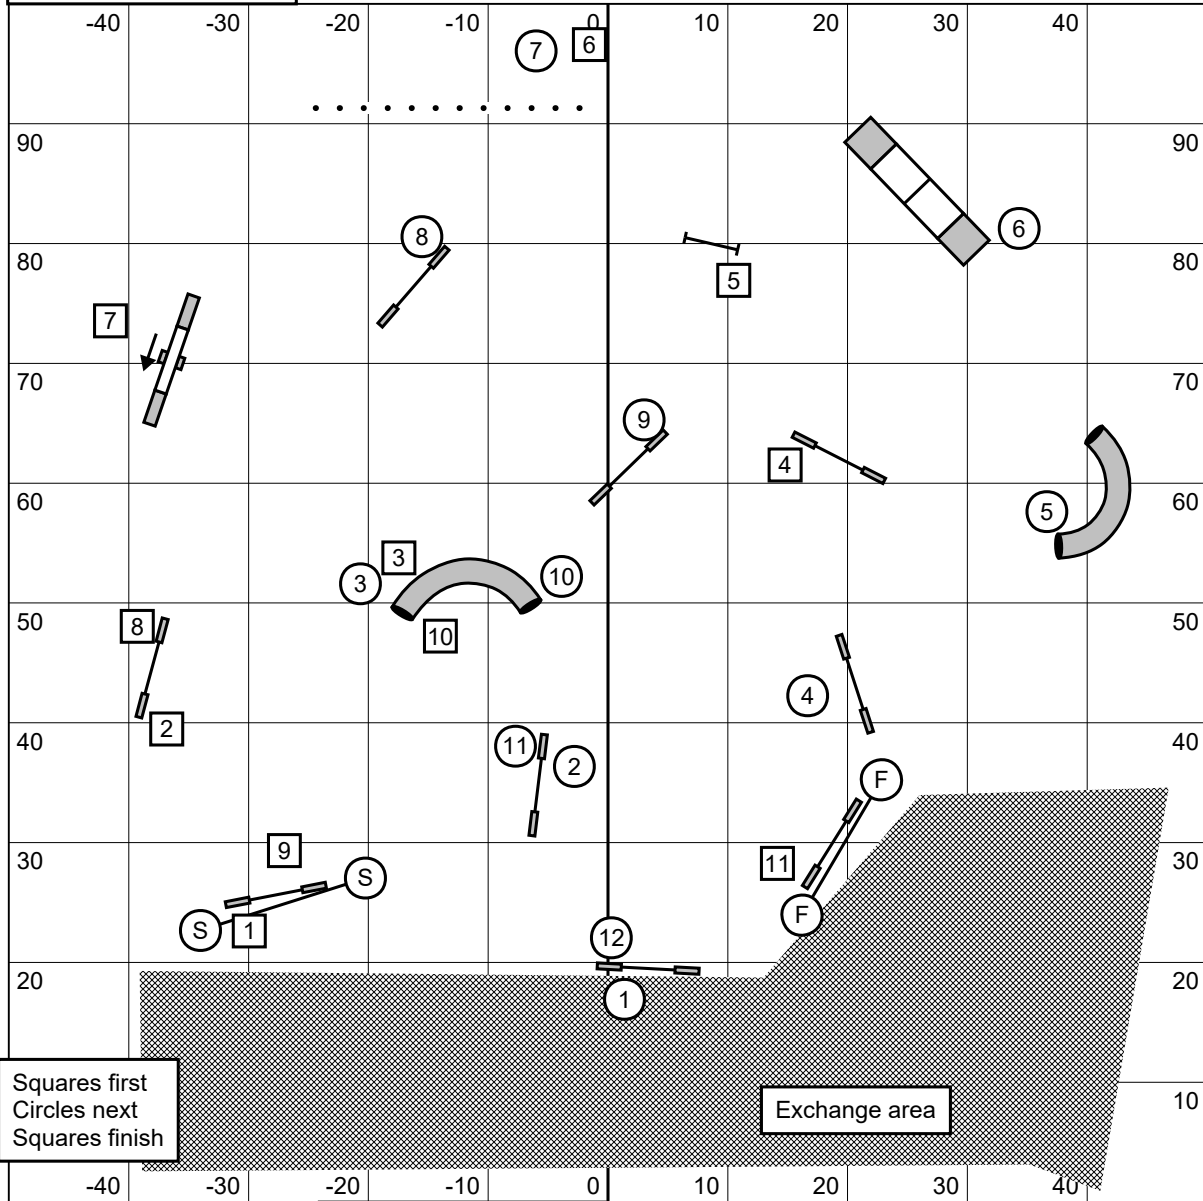 -40 -30 -20 -10 0 10 20 30 40
7 6
90 90
8 6
80 5 80
7
70 70
9
4
60 5 60
3 10
3
50 50
8 10
4
2
40 11 2 40
F
30 9 11 30
S
S 1 F
12
20 1 20
Squares first
Circles next
Squares finish
Exchange area
10
-40 -30 -20 -10 0 10 20 30 40